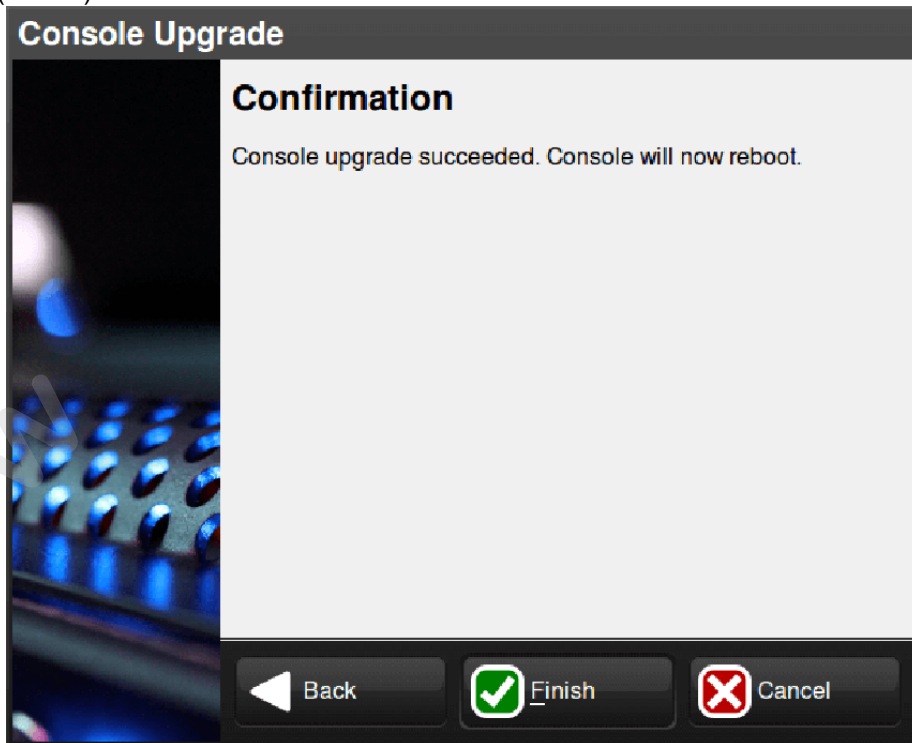 Console Upgrade
Confirmation
Console upgrade succeeded. Console will now reboot.
Back
Finish
Cancel